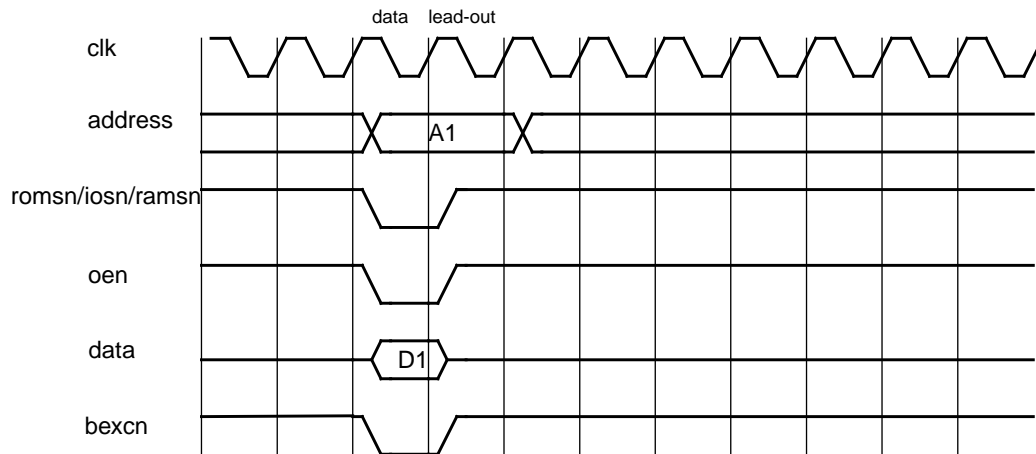 data lead-out
clk
address
A1
romsn/iosn/ramsn
oen
data
D1
bexcn